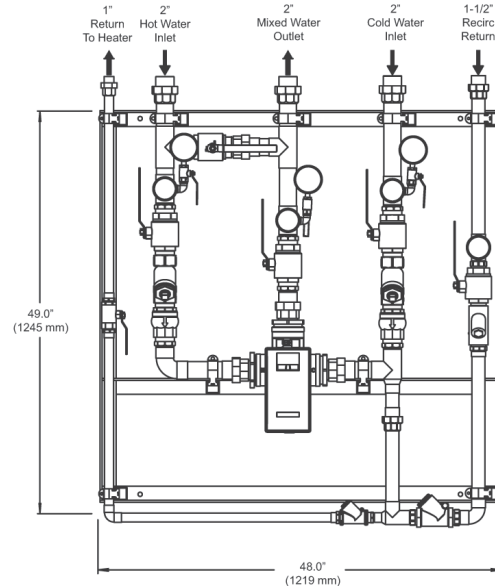 1"
Return
To Heater
2"
Hot Water
Inlet
2"
Mixed Water
Outlet
2"
Cold Water
Inlet
1-1/2"
Recirc
Return
49.0"
(1245 mm)
48.0"
(1219 mm)